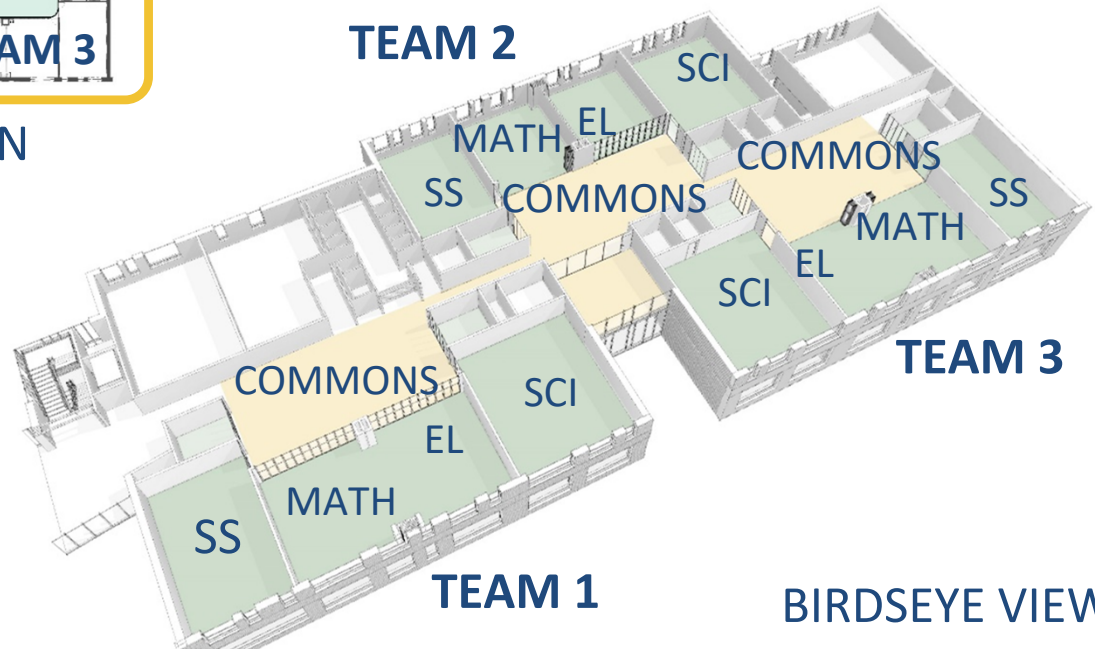 AM 3
N
TEAM 2
SCI
EL
MATH
SS
COMMONS
COMMONS
SS
MATH
EL
SCI
TEAM 3
COMMONS
SCI
EL
MATH
SS
TEAM 1
BIRDSEYE VIEW